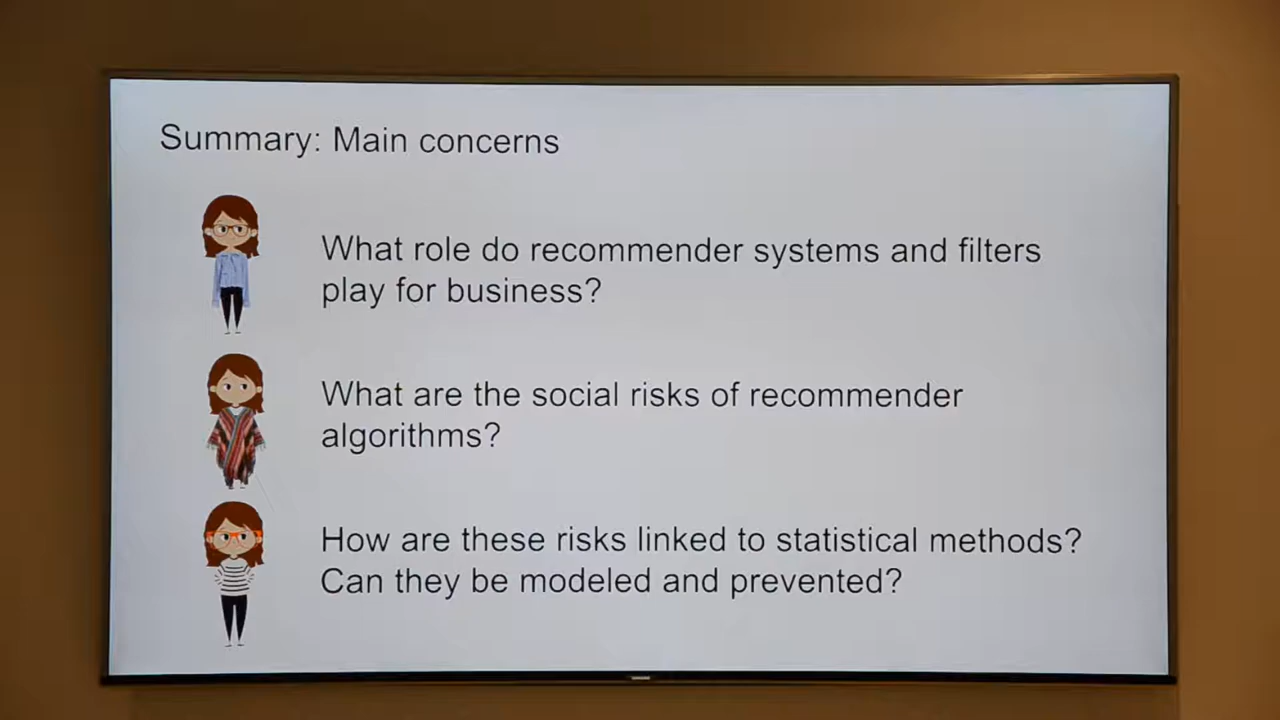 Summary: Main concerns
What role do recommender systems and filters
play for business?
What are the social risks of recommender
algorithms?
How are these risks linked to statistical methods?
Can they be modeled and prevented?